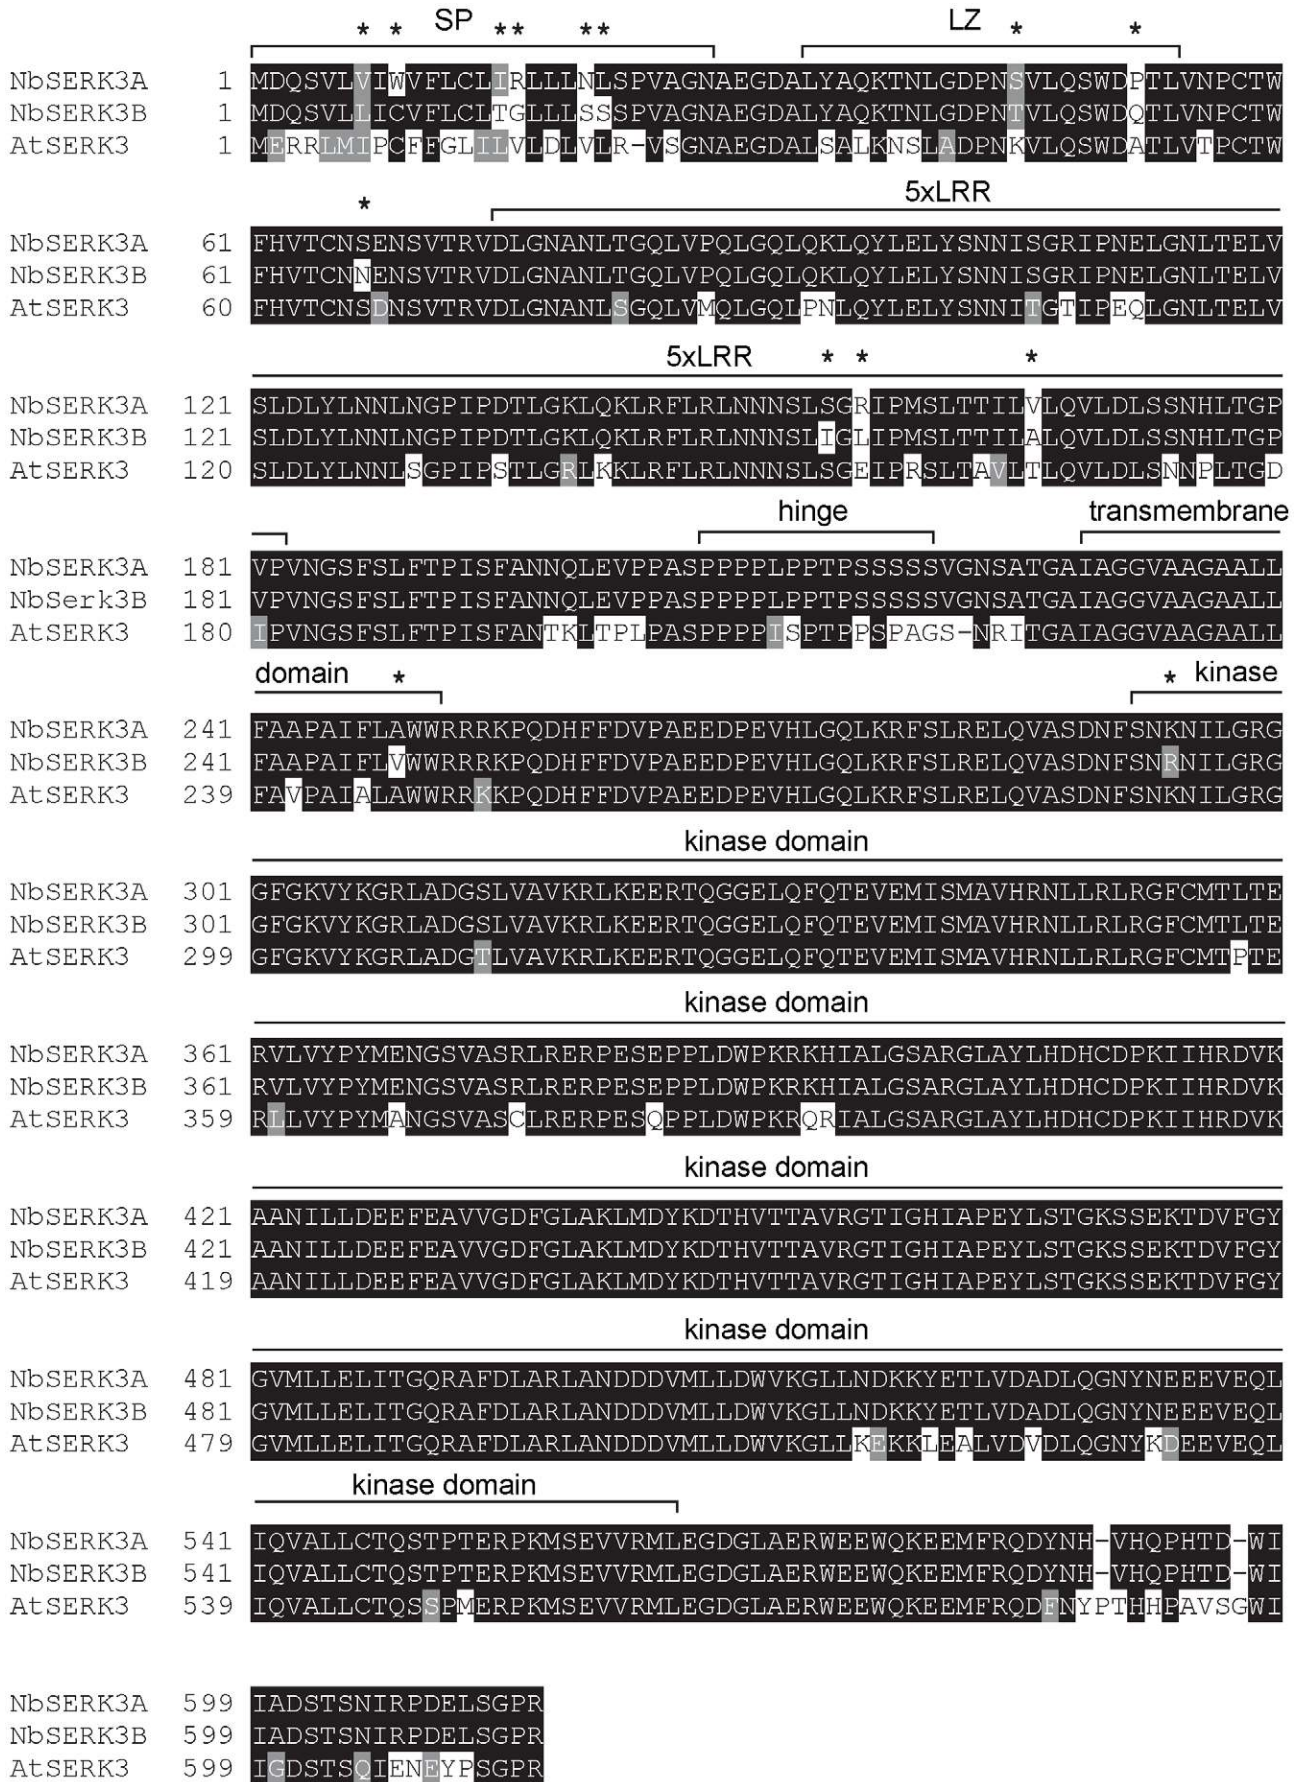 SP LZ
* * ** ** * *
NbSERK3A 1 MDQSVLVIWVFLCLIRLLLNLSPVAGNAEGDALYAQKTNLGDPNSVLQSWDPTLVNPCTW
NbSERK3B 1 MDQSVLLICVFLCLTGLLLSSSPVAGNAEGDALYAQKTNLGDPNTVLQSWDQTLVNPCTW
AtSERK3 1 MERRLMIPCFFGLILVLDLVLR-VSGNAEGDALSALKNSLADPNKVLQSWDATLVTPCTW
* 5xLRR
NbSERK3A 61 FHVTCNSENSVTRVDLGNANLTGQLVPQLGQLQKLQYLELYSNNISGRIPNELGNLTELV
NbSERK3B 61 FHVTCNNENSVTRVDLGNANLTGQLVPQLGQLQKLQYLELYSNNISGRIPNELGNLTELV
AtSERK3 60 FHVTCNSDNSVTRVDLGNANLSGQLVMQLGQLPNLQYLELYSNNITGTIPEQLGNLTELV
5xLRR * * *
NbSERK3A 121 SLDLYLNNLNGPIPDTLGKLQKLRFLRLNNNSLSGRIPMSLTTILVLQVLDLSSNHLTGP
NbSERK3B 121 SLDLYLNNLNGPIPDTLGKLQKLRFLRLNNNSLIGLIPMSLTTILALQVLDLSSNHLTGP
AtSERK3 120 SLDLYLNNLSGPIPSTLGRLKKLRFLRLNNNSLSGEIPRSLTAVLTLQVLDLSNNPLTGD
hinge transmembrane
NbSERK3A 181 VPVNGSFSLFTPISFANNQLEVPPASPPPPLPPTPSSSSSVGNSATGAIAGGVAAGAALL
NbSerk3B 181 VPVNGSFSLFTPISFANNQLEVPPASPPPPLPPTPSSSSSVGNSATGAIAGGVAAGAALL
AtSERK3 180 IPVNGSFSLFTPISFANTKLTPLPASPPPPISPTPPSPAGS-NRITGAIAGGVAAGAALL
domain * * kinase
NbSERK3A 241 FAAPAIFLAWWRRRKPQDHFFDVPAEEDPEVHLGQLKRFSLRELQVASDNFSNKNILGRG
NbSERK3B 241 FAAPAIFLVWWRRRKPQDHFFDVPAEEDPEVHLGQLKRFSLRELQVASDNFSNRNILGRG
AtSERK3 239 FAVPAIALAWWRRKKPQDHFFDVPAEEDPEVHLGQLKRFSLRELQVASDNFSNKNILGRG
kinase domain
NbSERK3A 301 GFGKVYKGRLADGSLVAVKRLKEERTQGGELQFQTEVEMISMAVHRNLLRLRGFCMTLTE
NbSERK3B 301 GFGKVYKGRLADGSLVAVKRLKEERTQGGELQFQTEVEMISMAVHRNLLRLRGFCMTLTE
AtSERK3 299 GFGKVYKGRLADGTLVAVKRLKEERTQGGELQFQTEVEMISMAVHRNLLRLRGFCMTPTE
kinase domain
NbSERK3A 361 RVLVYPYMENGSVASRLRERPESEPPLDWPKRKHIALGSARGLAYLHDHCDPKIIHRDVK
NbSERK3B 361 RVLVYPYMENGSVASRLRERPESEPPLDWPKRKHIALGSARGLAYLHDHCDPKIIHRDVK
AtSERK3 359 RLLVYPYMANGSVASCLRERPESQPPLDWPKRQRIALGSARGLAYLHDHCDPKIIHRDVK
kinase domain
NbSERK3A 421 AANILLDEEFEAVVGDFGLAKLMDYKDTHVTTAVRGTIGHIAPEYLSTGKSSEKTDVFGY
NbSERK3B 421 AANILLDEEFEAVVGDFGLAKLMDYKDTHVTTAVRGTIGHIAPEYLSTGKSSEKTDVFGY
AtSERK3 419 AANILLDEEFEAVVGDFGLAKLMDYKDTHVTTAVRGTIGHIAPEYLSTGKSSEKTDVFGY
kinase domain
NbSERK3A 481 GVMLLELITGQRAFDLARLANDDDVMLLDWVKGLLNDKKYETLVDADLQGNYNEEEVEQL
NbSERK3B 481 GVMLLELITGQRAFDLARLANDDDVMLLDWVKGLLNDKKYETLVDADLQGNYNEEEVEQL
AtSERK3 479 GVMLLELITGQRAFDLARLANDDDVMLLDWVKGLLKEKKLEALVDVDLQGNYKDEEVEQL
kinase domain
NbSERK3A 541 IQVALLCTQSTPTERPKMSEVVRMLEGDGLAERWEEWQKEEMFRQDYNH-VHQPHTD-WI
NbSERK3B 541 IQVALLCTQSTPTERPKMSEVVRMLEGDGLAERWEEWQKEEMFRQDYNH-VHQPHTD-WI
AtSERK3 539 IQVALLCTQSSPMERPKMSEVVRMLEGDGLAERWEEWQKEEMFRQDFNYPTHHPAVSGWI
NbSERK3A 599 IADSTSNIRPDELSGPR
NbSERK3B 599 IADSTSNIRPDELSGPR
AtSERK3 599 IGDSTSQIENEYPSGPR